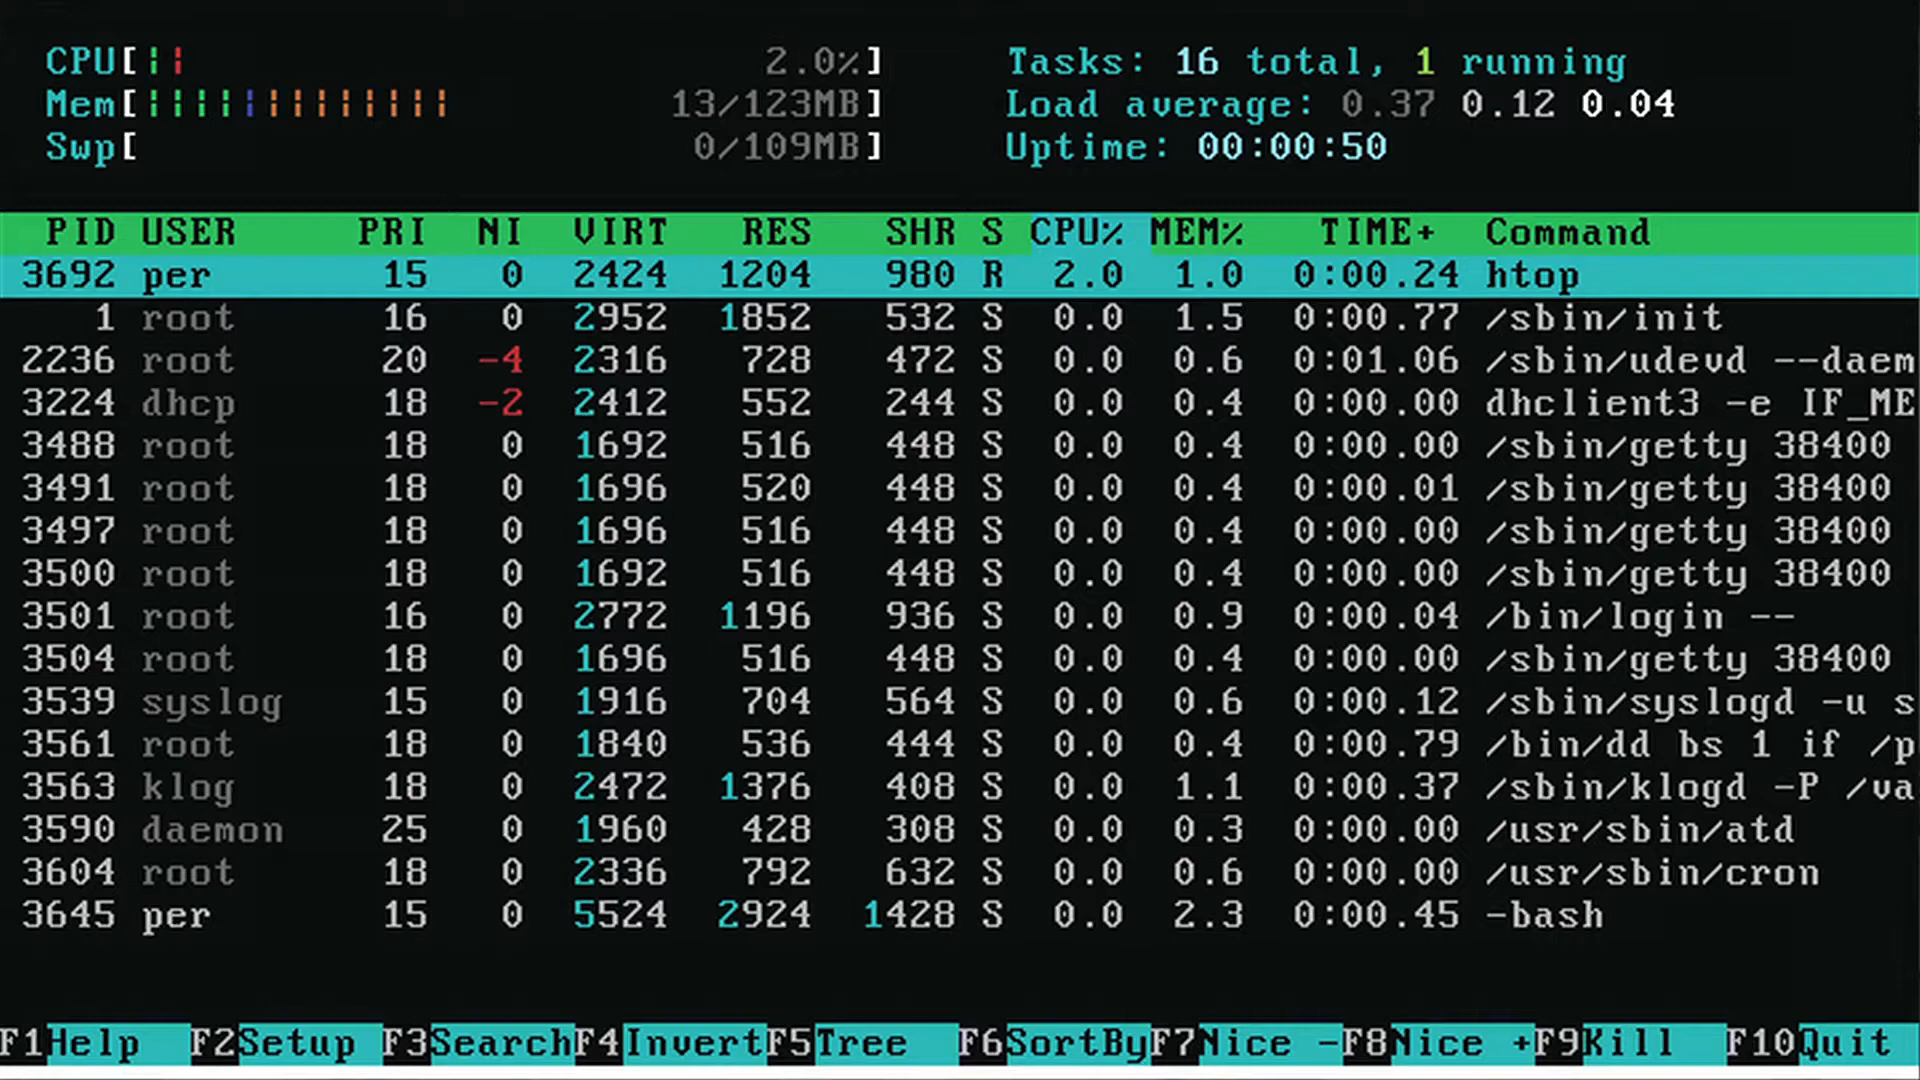 CPU[|| 2.0%] Tasks: 16 total, 1 running
Mem[||||||||||||| 13/123MB] Load average: 0.37 0.12 0.04
Swp[ 0/109MB] Uptime: 00:00:50
PID USER PRI NI VIRT RES SHR S CPU% MEM% TIME+ Command
3692 per 15 0 2424 1204 980 R 2.0 1.0 0:00.24 htop
1 root 16 0 2952 1852 532 S 0.0 1.5 0:00.77 /sbin/init
2236 root 20 -4 2316 728 472 S 0.0 0.6 0:01.06 /sbin/udevd --daem
3224 dhcp 18 -2 2412 552 244 S 0.0 0.4 0:00.00 dhclient3 -e IF_ME
3488 root 18 0 1692 516 448 S 0.0 0.4 0:00.00 /sbin/getty 38400
3491 root 18 0 1696 520 448 S 0.0 0.4 0:00.01 /sbin/getty 38400
3497 root 18 0 1696 516 448 S 0.0 0.4 0:00.00 /sbin/getty 38400
3500 root 18 0 1692 516 448 S 0.0 0.4 0:00.00 /sbin/getty 38400
3501 root 16 0 2772 1196 936 S 0.0 0.9 0:00.04 /bin/login --
3504 root 18 0 1696 516 448 S 0.0 0.4 0:00.00 /sbin/getty 38400
3539 syslog 15 0 1916 704 564 S 0.0 0.6 0:00.12 /sbin/syslogd -u s
3561 root 18 0 1840 536 444 S 0.0 0.4 0:00.79 /bin/dd bs 1 if /p
3563 klog 18 0 2472 1376 408 S 0.0 1.1 0:00.37 /sbin/klogd -P /va
3590 daemon 25 0 1960 428 308 S 0.0 0.3 0:00.00 /usr/sbin/atd
3604 root 18 0 2336 792 632 S 0.0 0.6 0:00.00 /usr/sbin/cron
3645 per 15 0 5524 2924 1428 S 0.0 2.3 0:00.45 -bash
F1Help F2Setup F3SearchF4InvertF5Tree F6SortByF7Nice -F8Nice +F9Kill F10Quit